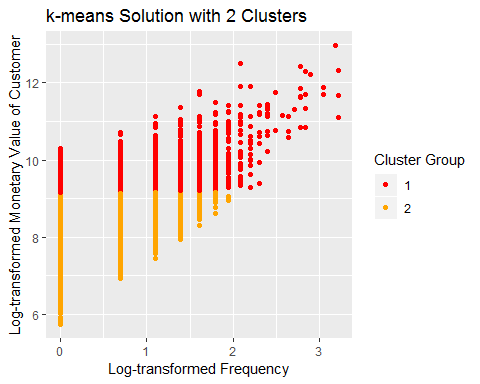 k-means Solution with 2 Clusters
Log-transformed Monetary Value of Customer
12
10
8
6
0
1
2
3
Log-transformed Frequency
Cluster Group
1
2